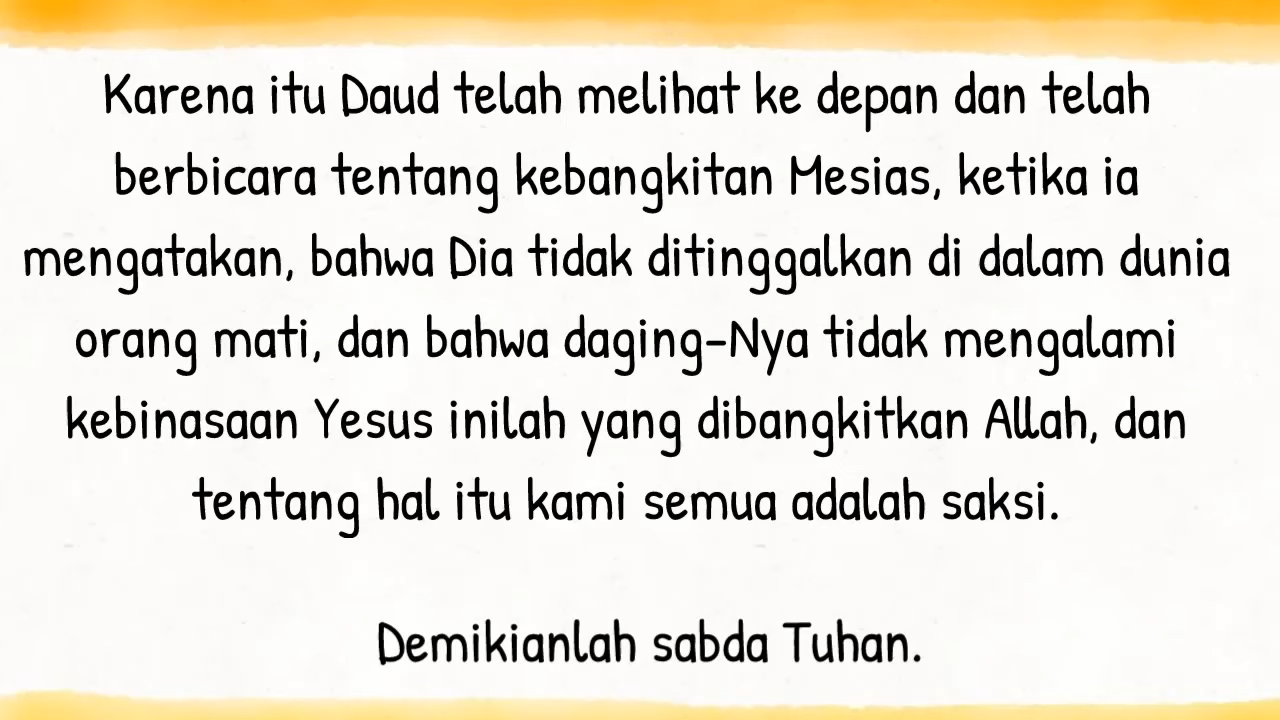 Karena itu Daud telah melihat ke depan dan telah
berbicara tentang kebangkitan Mesias, ketika ia
mengatakan, bahwa Dia tidak ditinggalkan di dalam dunia
orang mati, dan bahwa daging-Nya tidak mengalami
kebinasaan Yesus inilah yang dibangkitkan Allah, dan
tentang hal itu kami semua adalah saksi.
Demikianlah sabda Tuhan.